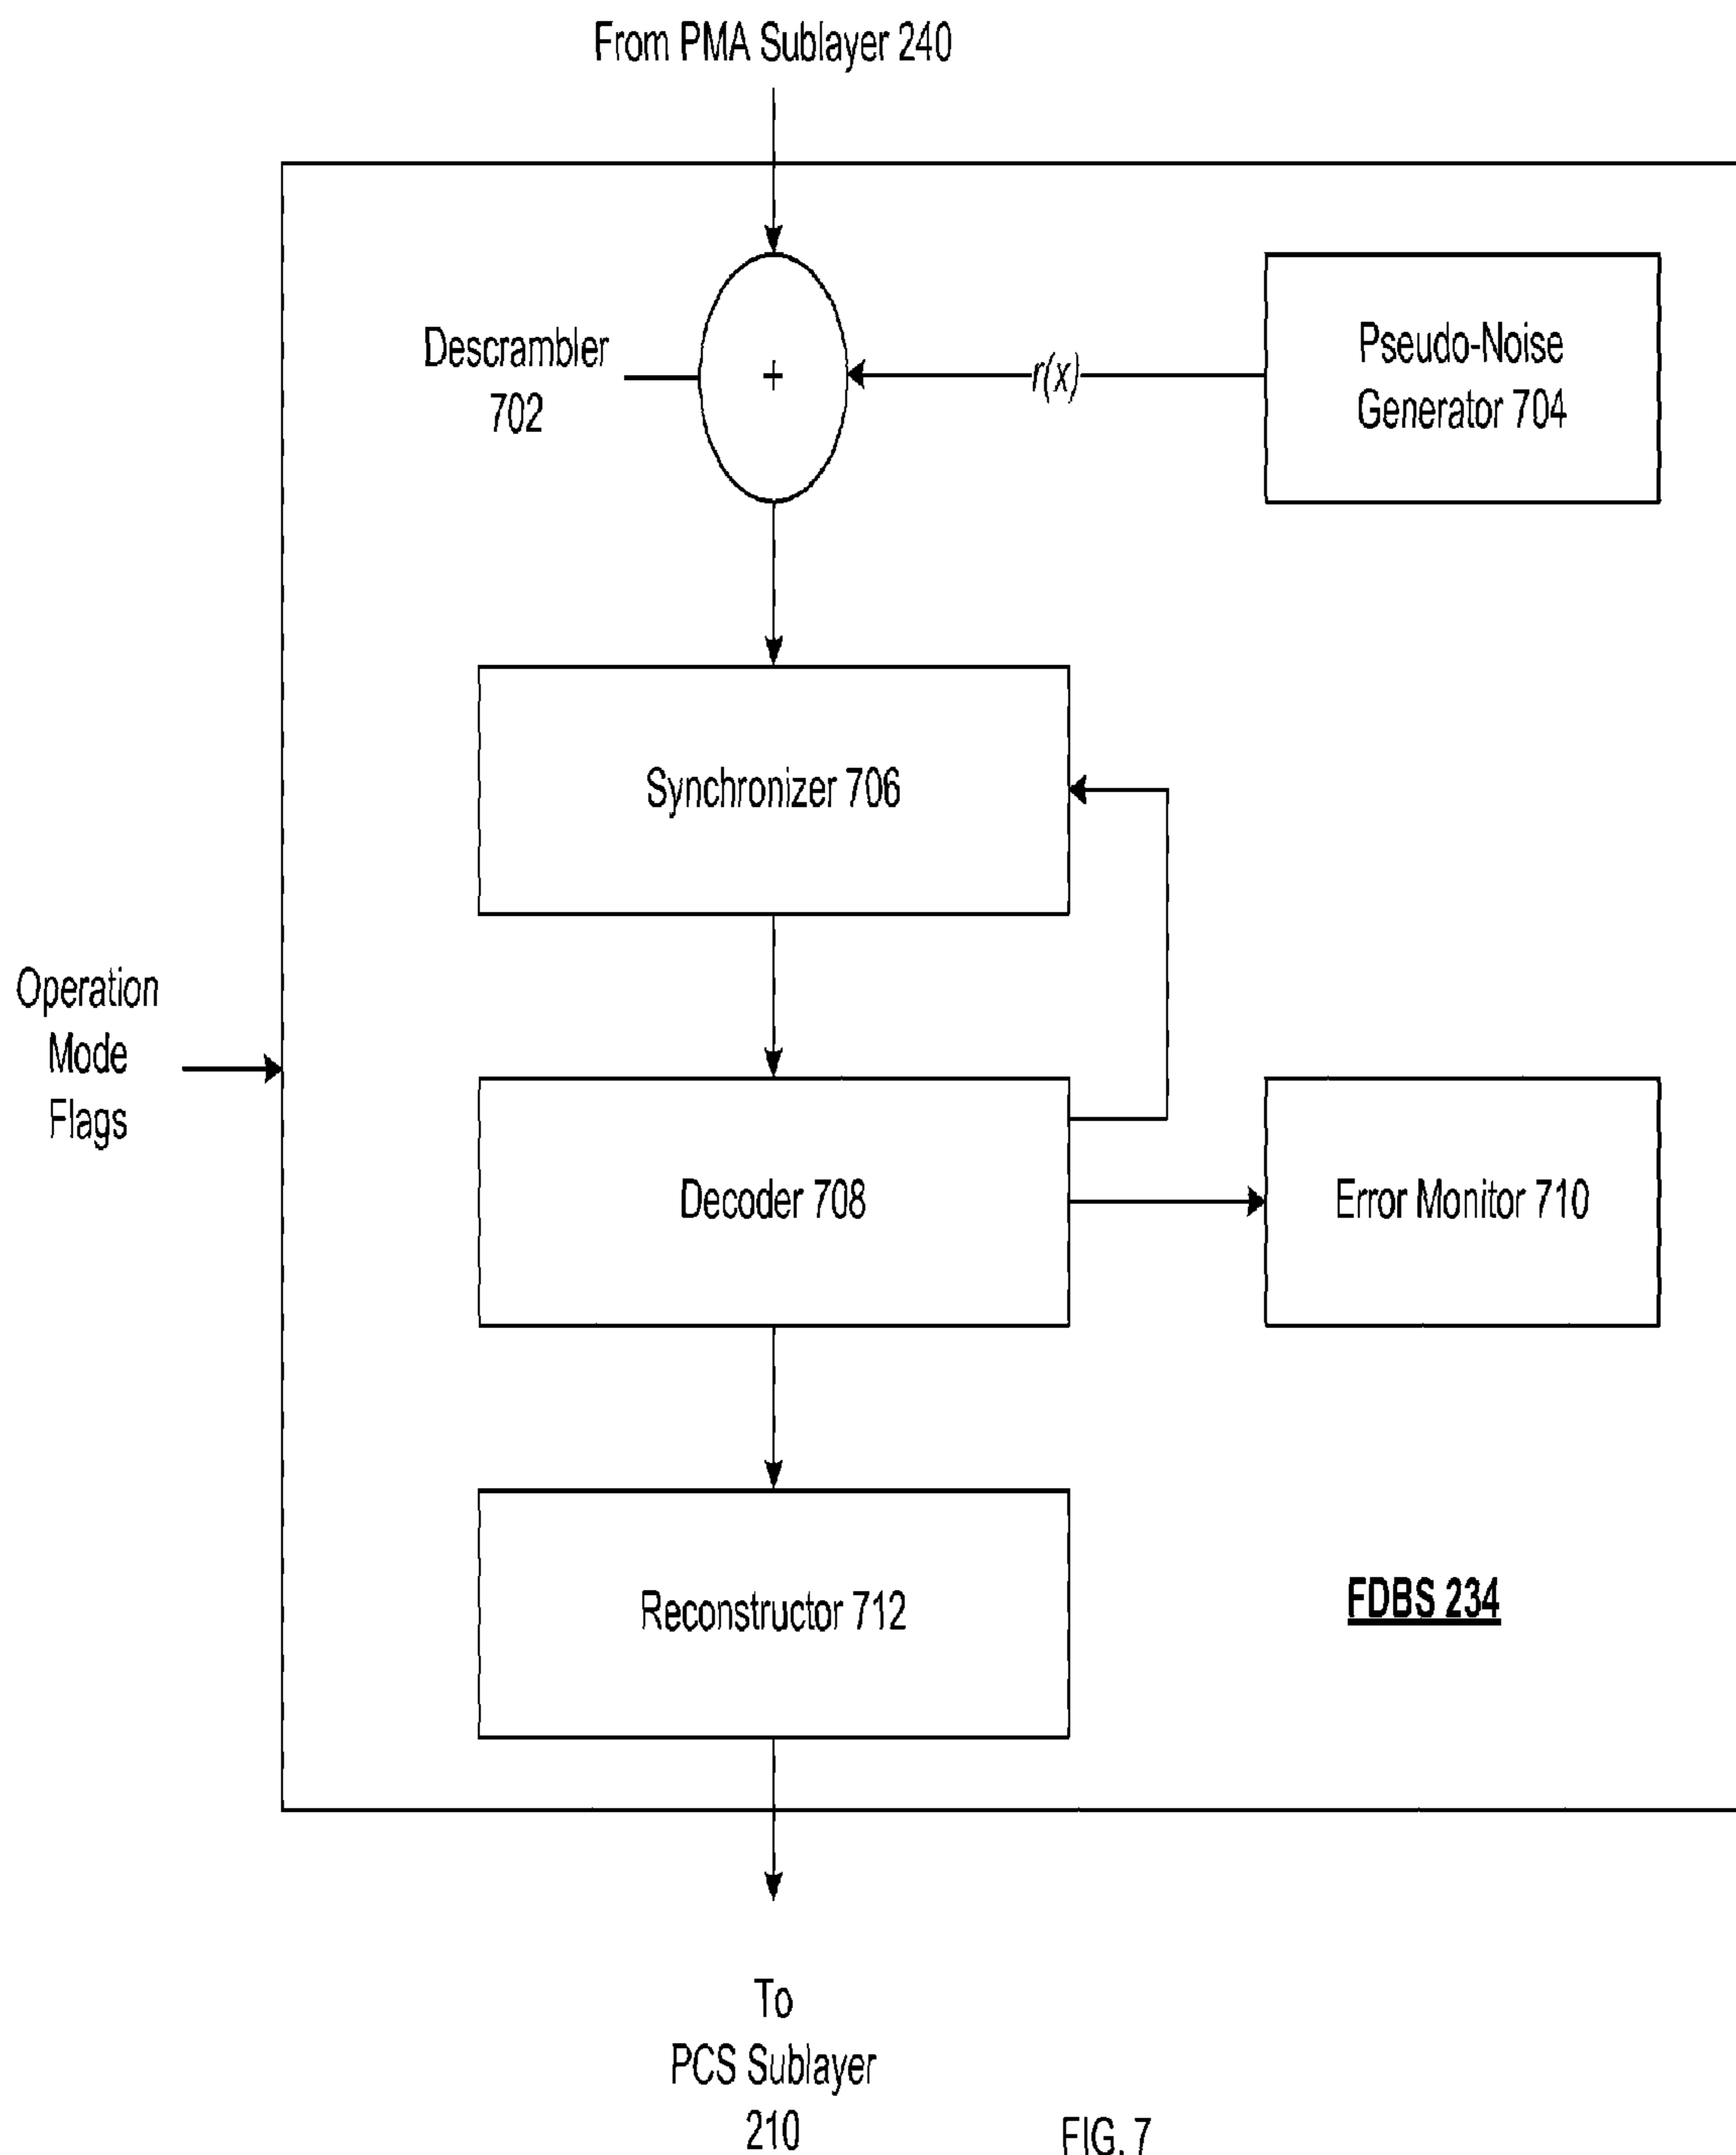 From PMA Sublayer 240
Descrambler
702
+
r(x)
Pseudo-Noise
Generator 704
Synchronizer 706
Operation
Mode
Flags
Decoder 708
Error Monitor 710
Reconstructor 712
FDBS 234
To
PCS Sublayer
210
FIG. 7